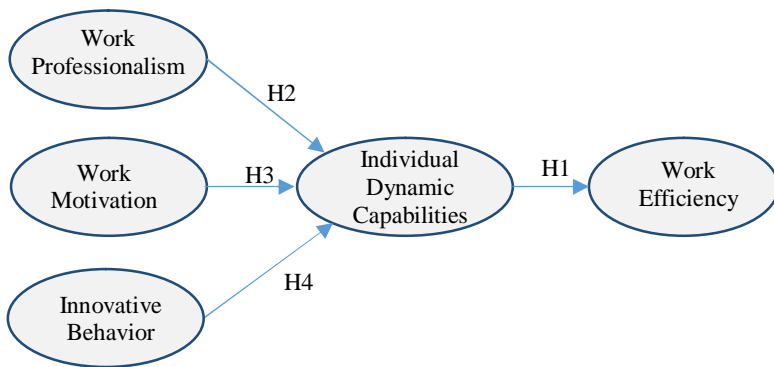 Work
Professionalism
H2
Work
Motivation
H3
Individual
Dynamic
Capabilities
H1
Work
Efficiency
H4
Innovative
Behavior